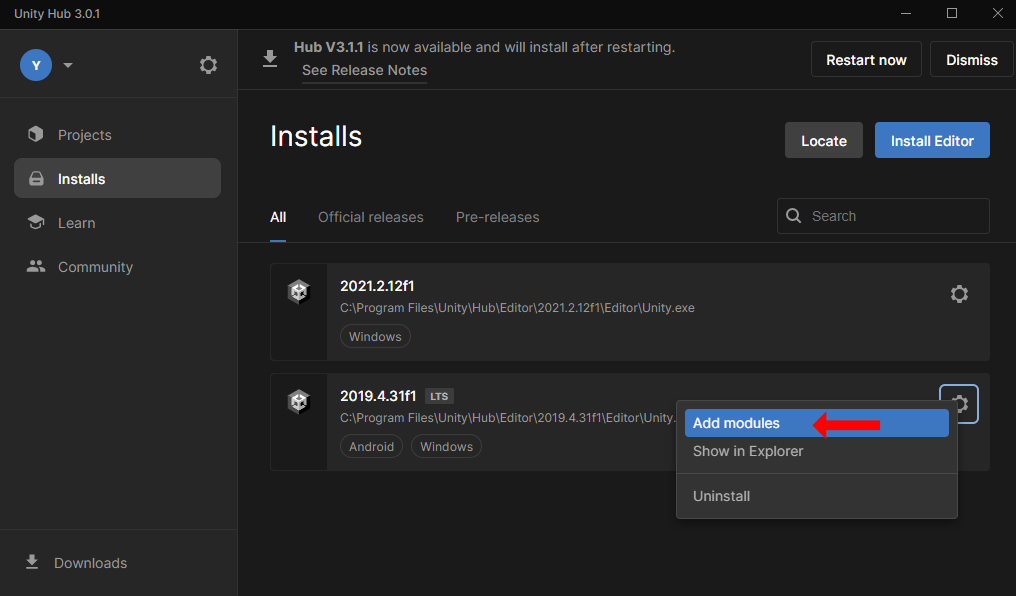 Unity Hub 3.0.1
Y
Hub V3.1.1 is now available and will install after restarting.
See Release Notes
Restart now
Dismiss
Projects
Installs
Learn
Community
Downloads
Installs
Locate
Install Editor
All
Official releases
Pre-releases
Search
2021.2.12f1
C:\Program Files\Unity\Hub\Editor\2021.2.12f1\Editor\Unity.exe
Windows
2019.4.31f1 LTS
C:\Program Files\Unity\Hub\Editor\2019.4.31f1\Editor\Unity.
Android
Windows
Add modules
Show in Explorer
Uninstall